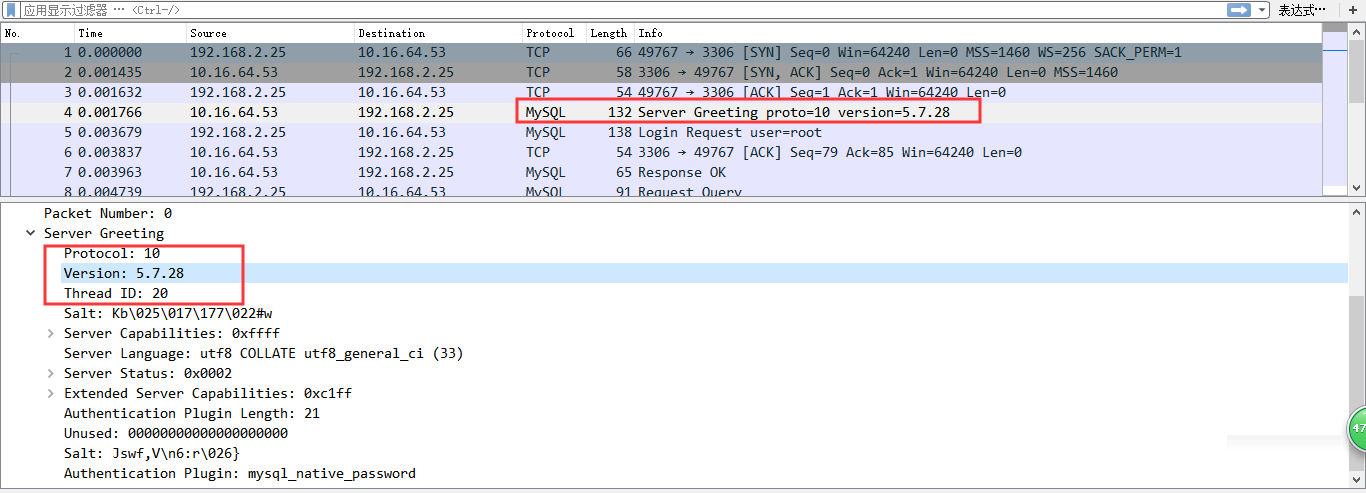 应用显示过滤器 … <Ctrl-/> 表达式… +
No. Time Source Destination Protocol Length Info
1 0.000000 192.168.2.25 10.16.64.53 TCP 66 49767 → 3306 [SYN] Seq=0 Win=64240 Len=0 MSS=1460 WS=256 SACK_PERM=1
2 0.001435 10.16.64.53 192.168.2.25 TCP 58 3306 → 49767 [SYN, ACK] Seq=0 Ack=1 Win=64240 Len=0 MSS=1460
3 0.001632 192.168.2.25 10.16.64.53 TCP 54 49767 → 3306 [ACK] Seq=1 Ack=1 Win=64240 Len=0
4 0.001766 10.16.64.53 192.168.2.25 MySQL 132 Server Greeting proto=10 version=5.7.28
5 0.003679 192.168.2.25 10.16.64.53 MySQL 138 Login Request user=root
6 0.003837 10.16.64.53 192.168.2.25 TCP 54 3306 → 49767 [ACK] Seq=79 Ack=85 Win=64240 Len=0
7 0.003963 10.16.64.53 192.168.2.25 MySQL 65 Response OK
8 0.004739 192.168.2.25 10.16.64.53 MySQL 91 Request Query
Packet Number: 0
Server Greeting
Protocol: 10
Version: 5.7.28
Thread ID: 20
Salt: Kb\025\017\177\022#w
Server Capabilities: 0xffff
Server Language: utf8 COLLATE utf8_general_ci (33)
Server Status: 0x0002
Extended Server Capabilities: 0xc1ff
Authentication Plugin Length: 21
Unused: 00000000000000000000
Salt: Jswf,V\n6:r\026}
Authentication Plugin: mysql_native_password
47